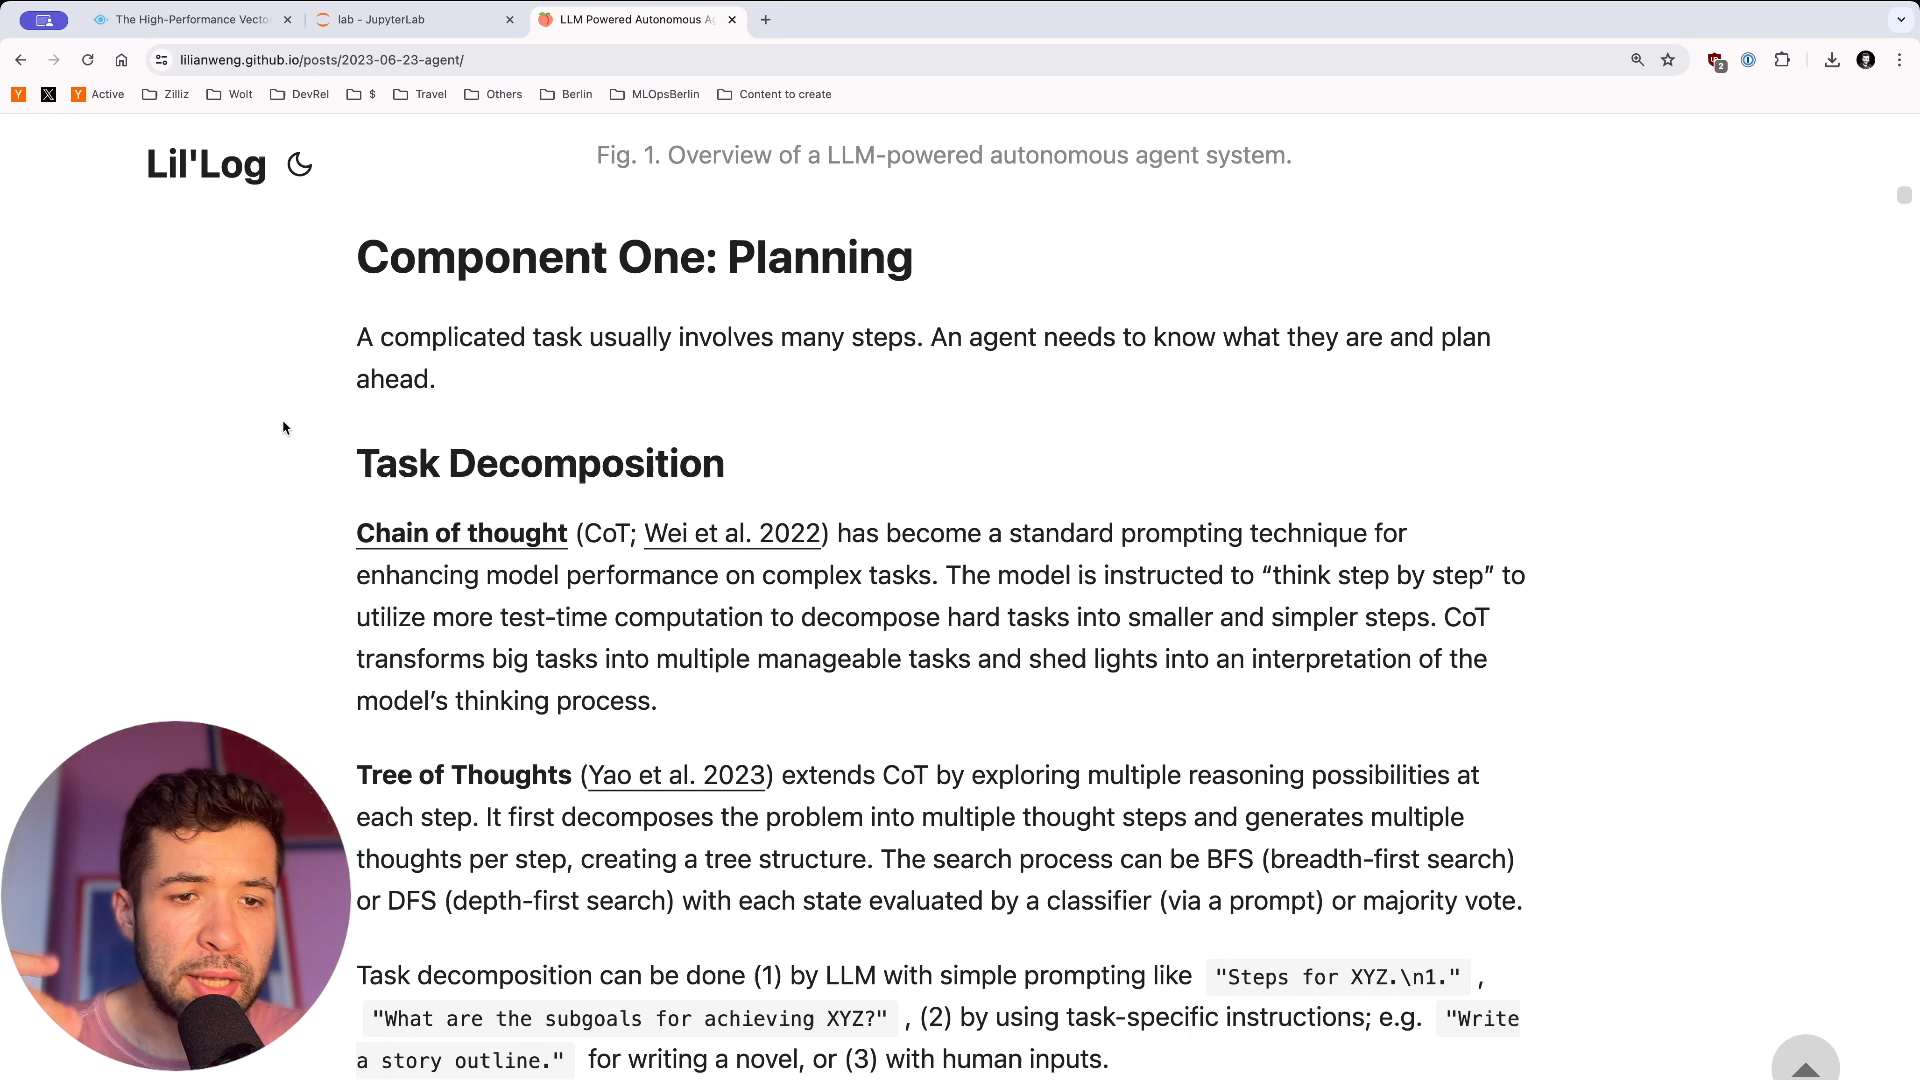 The High-Performance Vecto
lab - JupyterLab
LLM Powered Autonomous Ag
lilianweng.github.io/posts/2023-06-23-agent/
2
Y
X
Y Active
Zilliz
Wolt
DevRel
$
Travel
Others
Berlin
MLOpsBerlin
Content to create
Lil'Log
Fig. 1. Overview of a LLM-powered autonomous agent system.
Component One: Planning
A complicated task usually involves many steps. An agent needs to know what they are and plan
ahead.
Task Decomposition
Chain of thought (CoT; Wei et al. 2022) has become a standard prompting technique for
enhancing model performance on complex tasks. The model is instructed to “think step by step” to
utilize more test-time computation to decompose hard tasks into smaller and simpler steps. CoT
transforms big tasks into multiple manageable tasks and shed lights into an interpretation of the
model’s thinking process.
Tree of Thoughts (Yao et al. 2023) extends CoT by exploring multiple reasoning possibilities at
each step. It first decomposes the problem into multiple thought steps and generates multiple
thoughts per step, creating a tree structure. The search process can be BFS (breadth-first search)
or DFS (depth-first search) with each state evaluated by a classifier (via a prompt) or majority vote.
Task decomposition can be done (1) by LLM with simple prompting like "Steps for XYZ.\n1." ,
"What are the subgoals for achieving XYZ?" , (2) by using task-specific instructions; e.g. "Write
a story outline." for writing a novel, or (3) with human inputs.